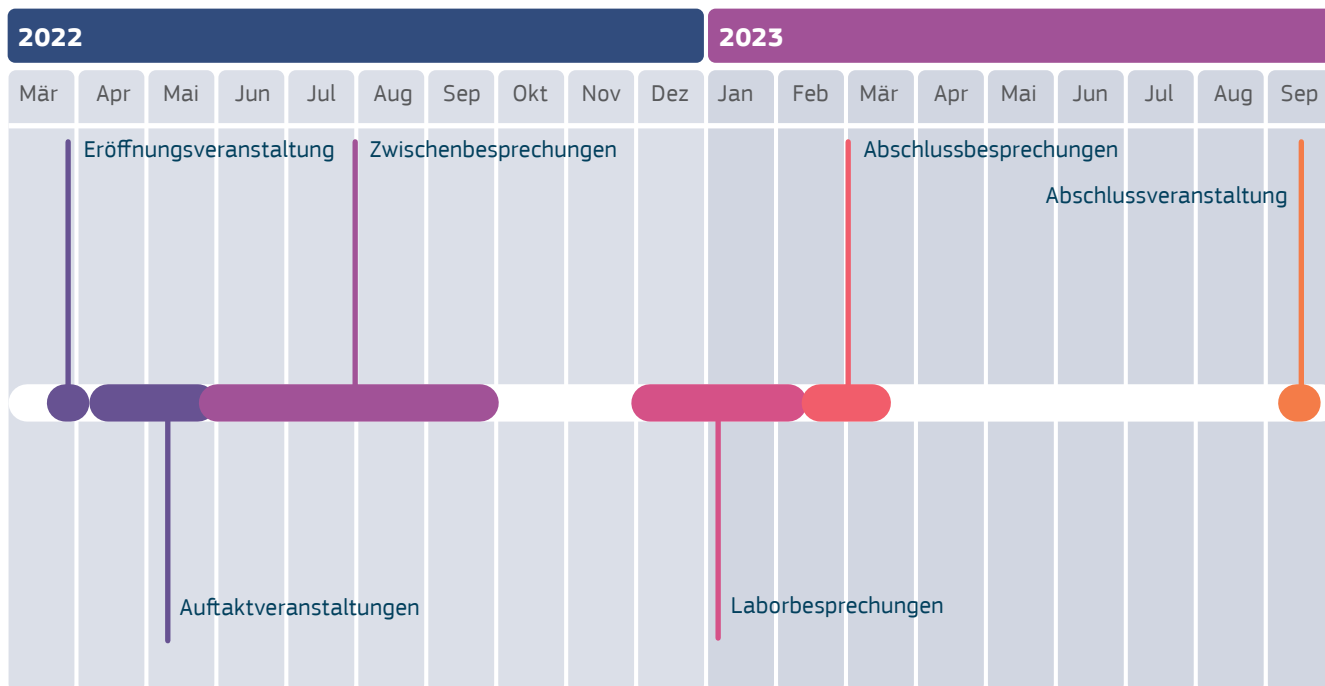 2022
2023
Mär Apr Mai Jun Jul Aug Sep Okt Nov Dez Jan Feb Mär Apr Mai Jun Jul Aug Sep
Eröffnungsveranstaltung
Zwischenbesprechungen
Abschlussbesprechungen
Abschlussveranstaltung
Auftaktveranstaltungen
Laborbesprechungen